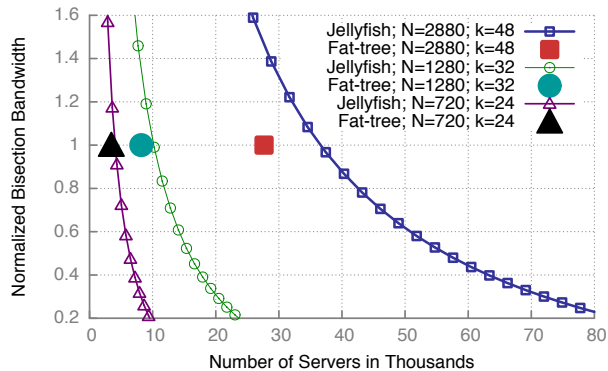 Normalized Bisection Bandwidth
1.6
1.4
1.2
1
0.8
0.6
0.4
0.2
Jellyfish; N=2880; k=48
Fat-tree; N=2880; k=48
Jellyfish; N=1280; k=32
Fat-tree; N=1280; k=32
Jellyfish; N=720; k=24
Fat-tree; N=720; k=24
0 10 20 30 40 50 60 70 80
Number of Servers in Thousands